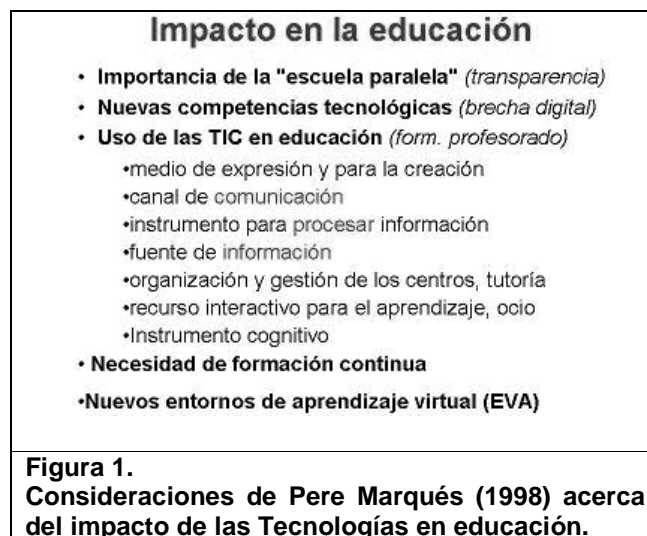 Impacto en la educación
• Importancia de la "escuela paralela" (transparencia)
• Nuevas competencias tecnológicas (brecha digital)
• Uso de las TIC en educación (form. profesorado)
•medio de expresión y para la creación
•canal de comunicación
•instrumento para procesar información
•fuente de información
•organización y gestión de los centros, tutoría
•recurso interactivo para el aprendizaje, ocio
•Instrumento cognitivo
• Necesidad de formación continua
•Nuevos entornos de aprendizaje virtual (EVA)
Figura 1.
Consideraciones de Pere Marqués (1998) acerca
del impacto de las Tecnologías en educación.